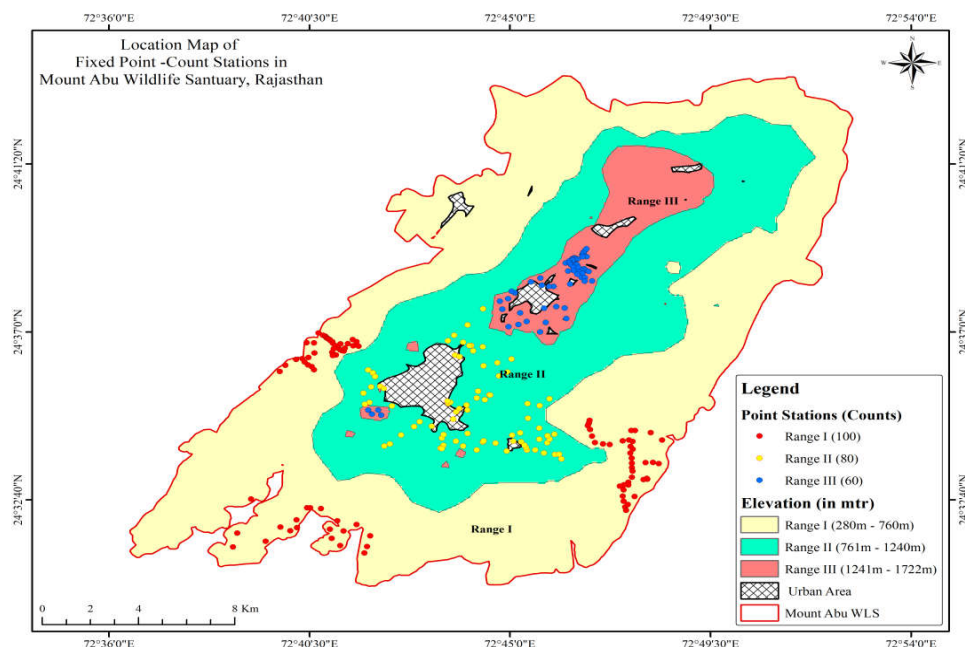 72°36'0"E 72°40'30"E 72°45'0"E 72°49'30"E 72°54'0"E
Location Map of
Fixed Point -Count Stations in
Mount Abu Wildlife Santuary, Rajasthan
N
W E
S
24°41'20"N 24°41'20"N
Range III
24°37'0"N 24°37'0"N
Range II
24°32'40"N 24°32'40"N
Range I
Legend
Point Stations (Counts)
Range I (100)
Range II (80)
Range III (60)
Elevation (in mtr)
Range I (280m - 760m)
Range II (761m - 1240m)
Range III (1241m - 1722m)
Urban Area
Mount Abu WLS
0 2 4 8 Km
72°36'0"E 72°40'30"E 72°45'0"E 72°49'30"E 72°54'0"E